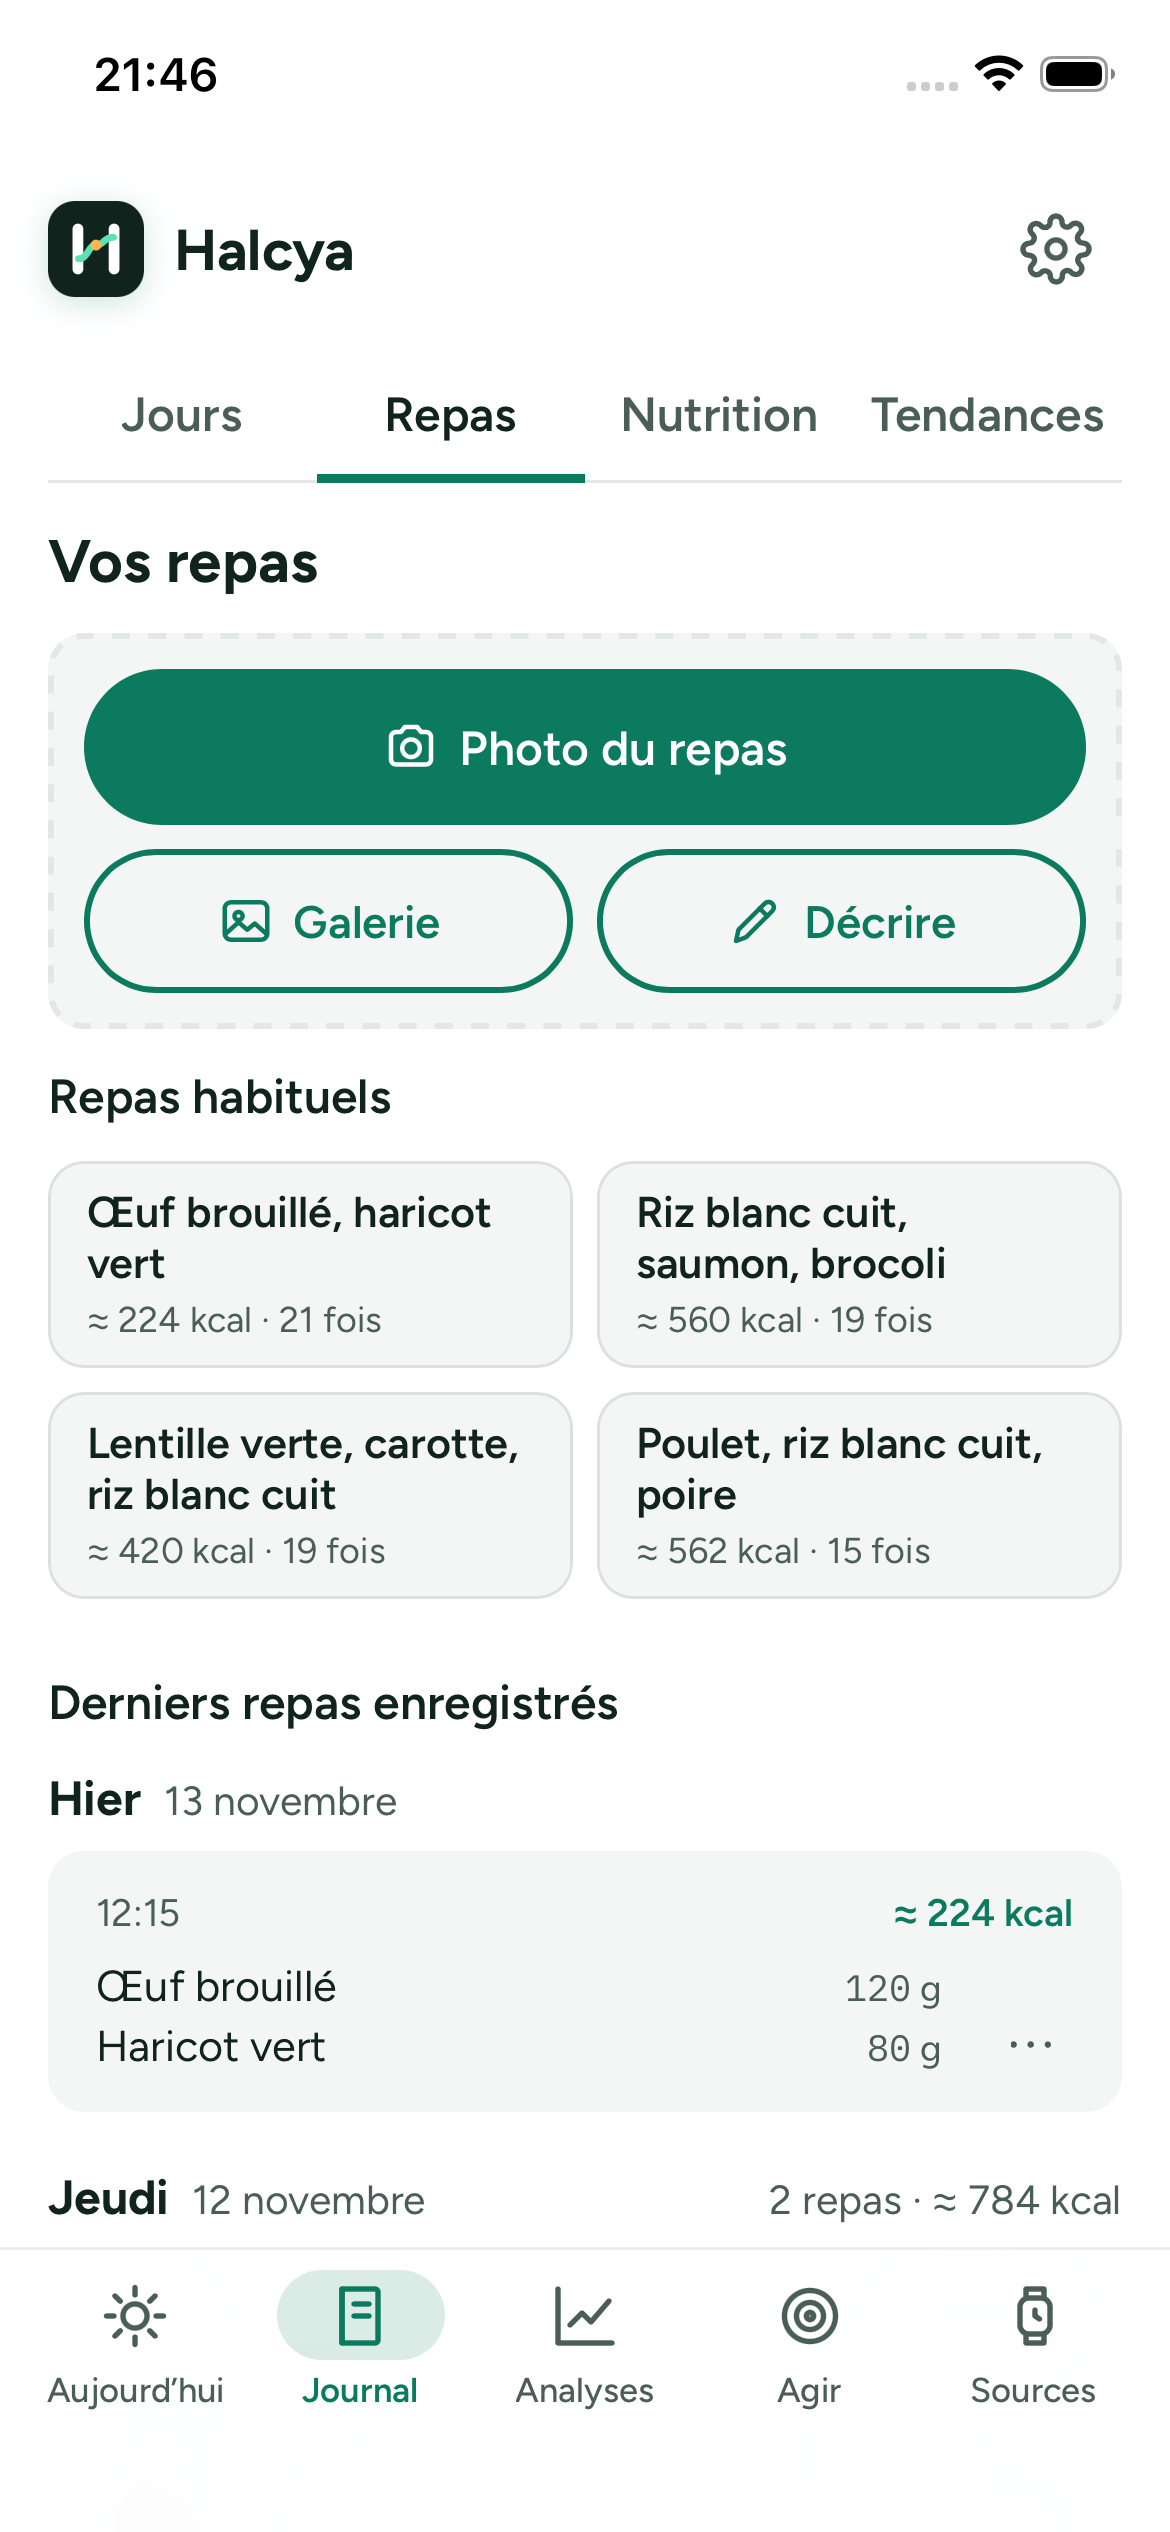 21:46
Halcya
Jours Repas Nutrition Tendances
Vos repas
Photo du repas
Galerie Décrire
Repas habituels
Œuf brouillé, haricot
vert
≈ 224 kcal · 21 fois
Riz blanc cuit,
saumon, brocoli
≈ 560 kcal · 19 fois
Lentille verte, carotte,
riz blanc cuit
≈ 420 kcal · 19 fois
Poulet, riz blanc cuit,
poire
≈ 562 kcal · 15 fois
Derniers repas enregistrés
Hier 13 novembre
12:15 ≈ 224 kcal
Œuf brouillé 120 g
Haricot vert 80 g
Jeudi 12 novembre 2 repas · ≈ 784 kcal
Aujourd’hui Journal Analyses Agir Sources